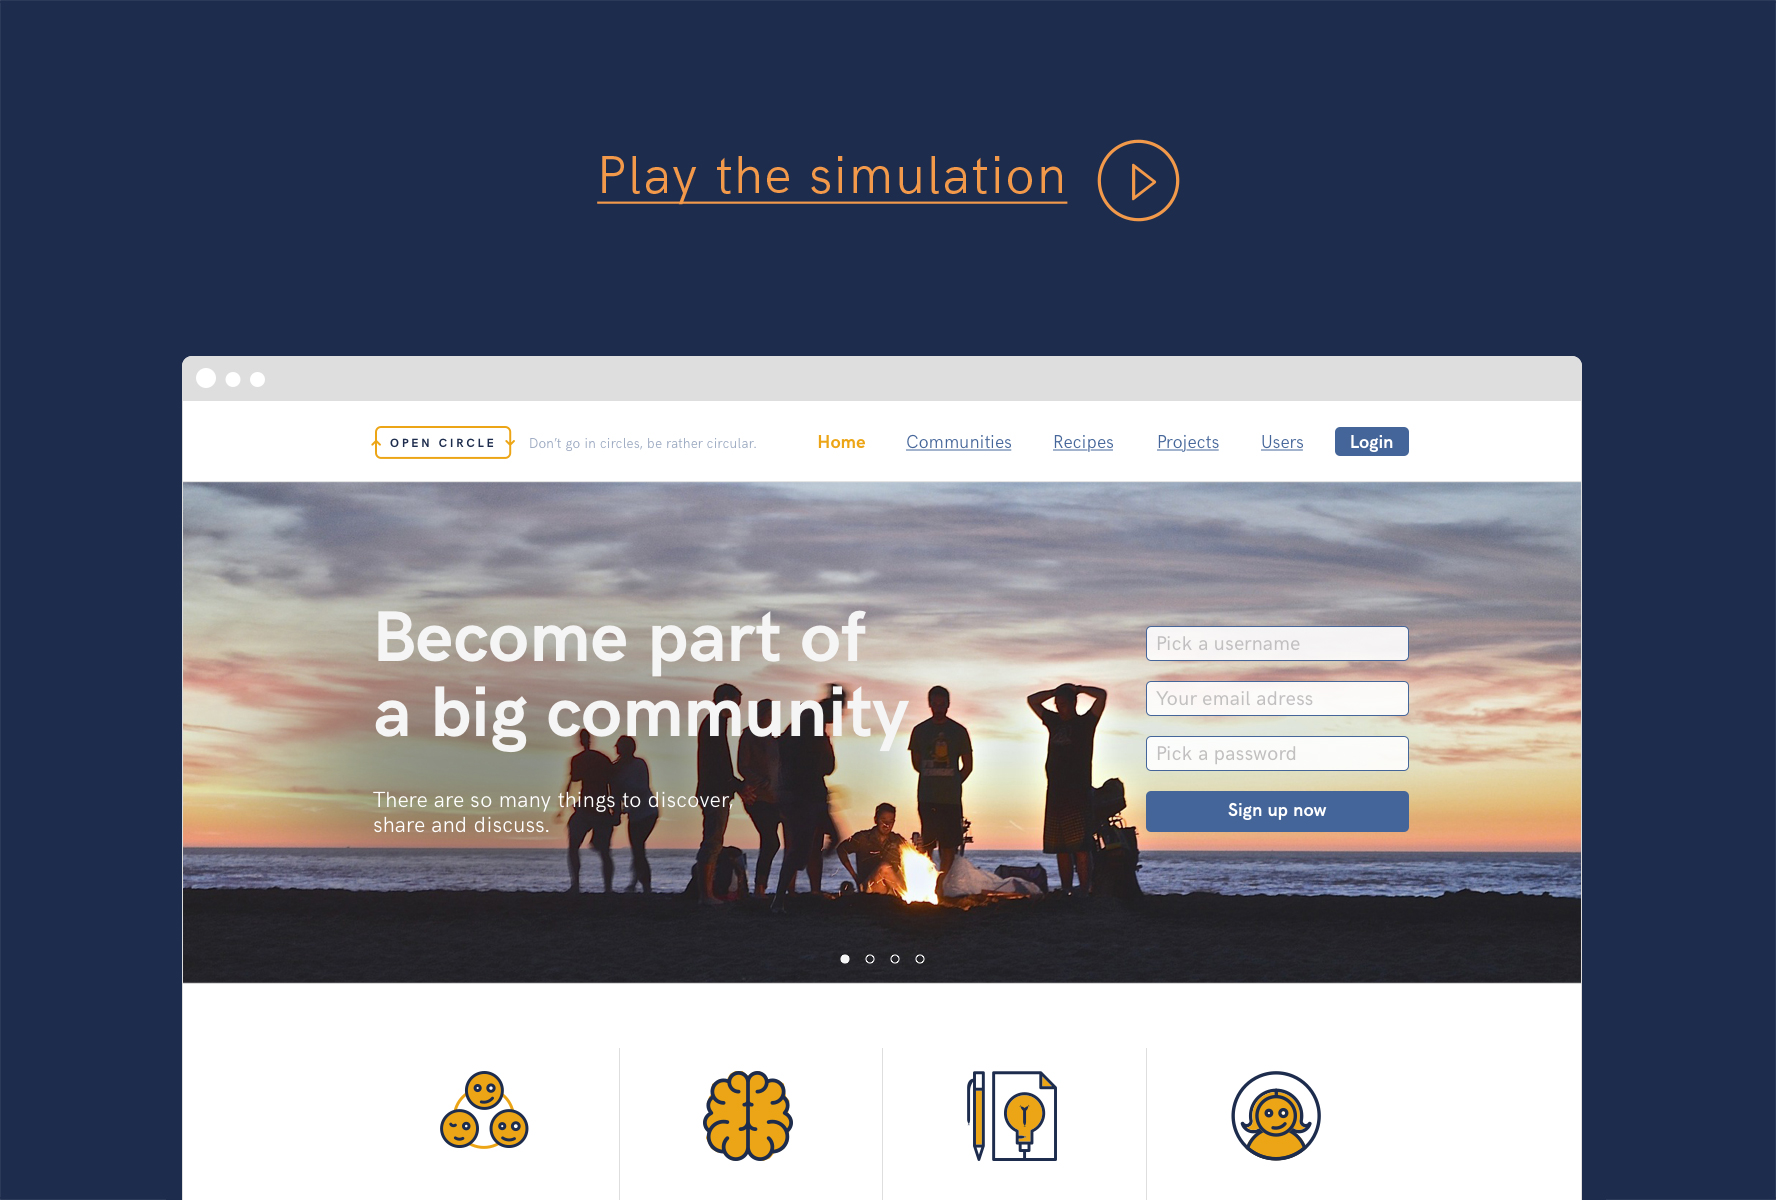 Play the simulation
OPEN CIRCLE
Don't go in circles, be rather circular.
Home
Communities
Recipes
Projects
Users
Login
Become part of
a big community
There are so many things to discover,
share and discuss.
Pick a username
Your email adress
Pick a password
Sign up now